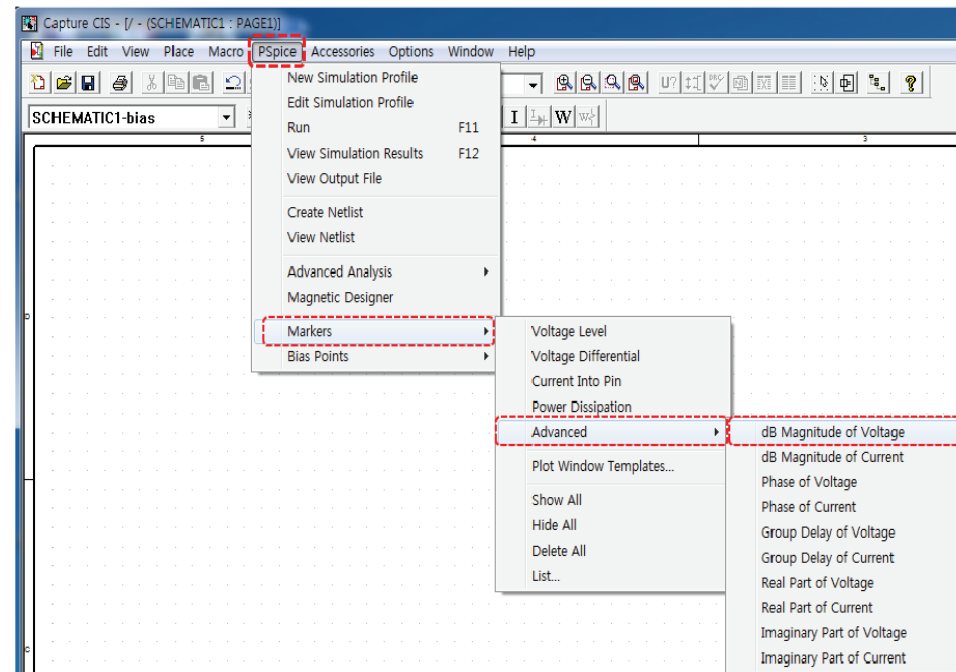 Capture CIS - [/ - (SCHEMATIC1 : PAGE1)]
File Edit View Place Macro PSpice Accessories Options Window Help
U?
SCHEMATIC1-bias
I W
5 4 3
New Simulation Profile
Edit Simulation Profile
Run F11
View Simulation Results F12
View Output File
Create Netlist
View Netlist
Advanced Analysis
Magnetic Designer
D
Markers
Bias Points
Voltage Level
Voltage Differential
Current Into Pin
Power Dissipation
Advanced
Plot Window Templates...
Show All
Hide All
Delete All
List...
dB Magnitude of Voltage
dB Magnitude of Current
Phase of Voltage
Phase of Current
Group Delay of Voltage
Group Delay of Current
Real Part of Voltage
Real Part of Current
Imaginary Part of Voltage
Imaginary Part of Current
C